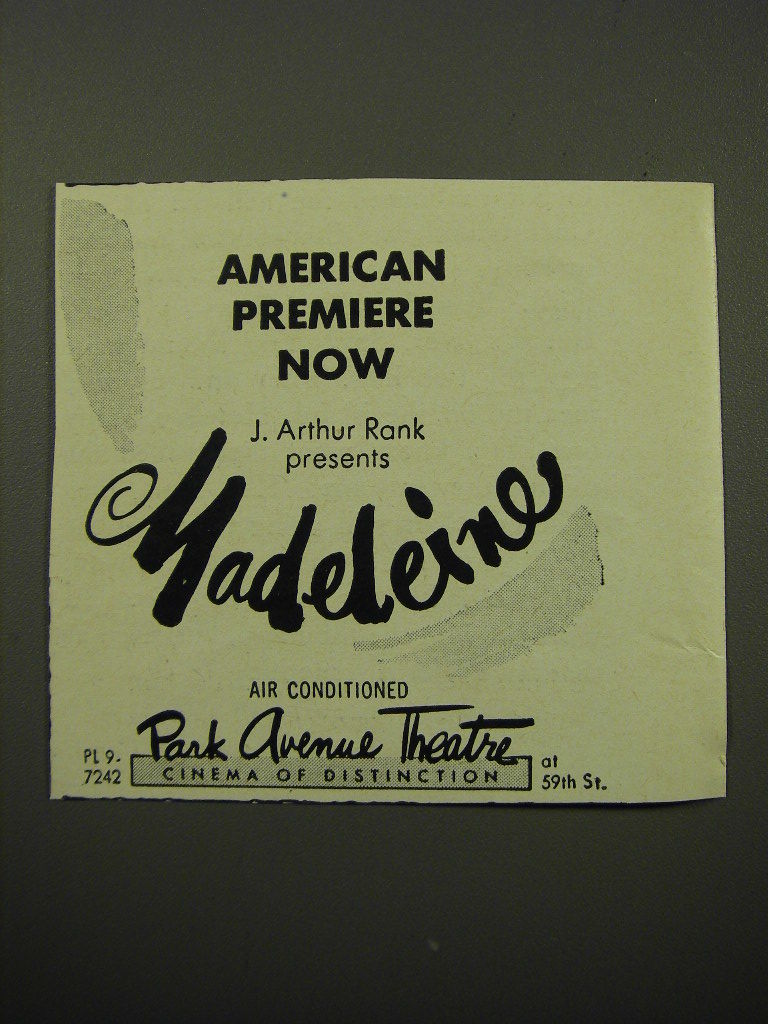 AMERICAN
PREMIERE
NOW
J. Arthur Rank
presents
Madeleine
AIR CONDITIONED
PL 9-
7242
Park Avenue Theatre
CINEMA OF DISTINCTION
at
59th St.